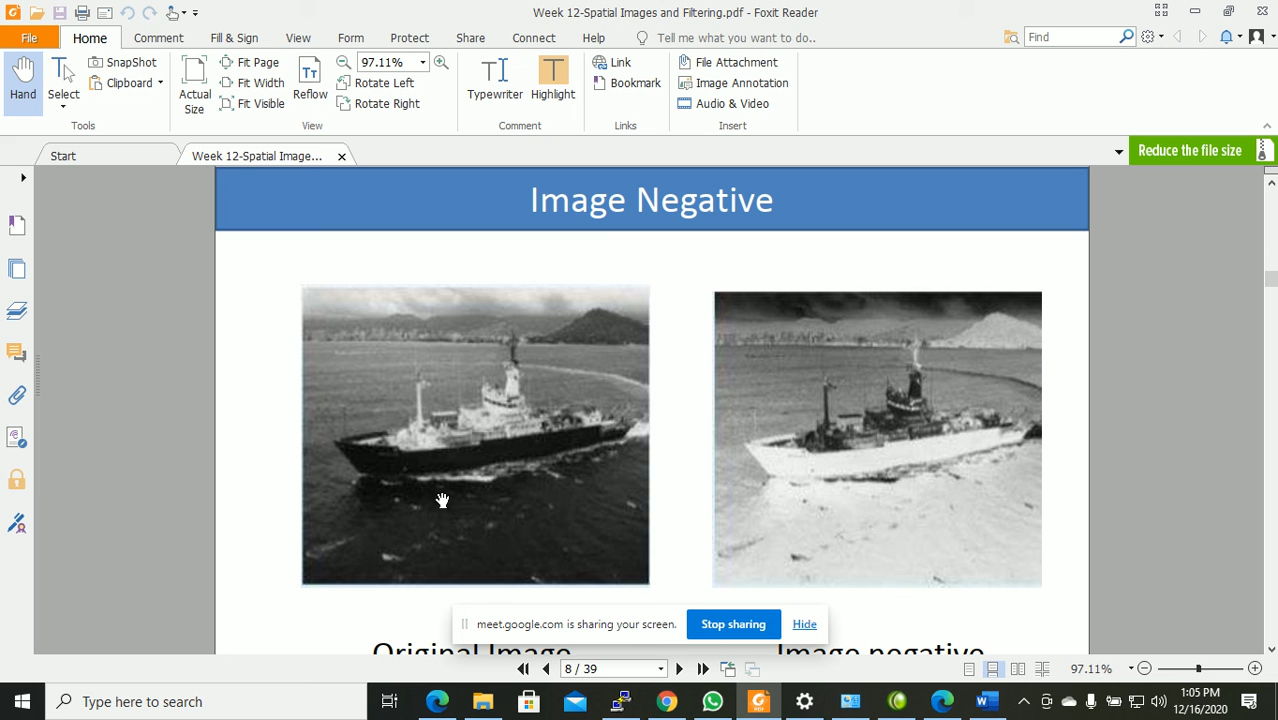 Week 12-Spatial Images and Filtering.pdf - Foxit Reader
File Home Comment Fill & Sign View Form Protect Share Connect Help Tell me what you want to do.. Find
Hand
Select
SnapShot
Clipboard
Tools
Actual Size
Fit Page
Fit Width
Fit Visible
Reflow
97.11%
Rotate Left
Rotate Right
View
Typewriter
Highlight
Comment
Link
Bookmark
Links
File Attachment
Image Annotation
Audio & Video
Insert
Start
Week 12-Spatial Image...
Reduce the file size
Image Negative
meet.google.com is sharing your screen. Stop sharing Hide
Original Image Image negative
8 / 39 97.11%
Type here to search
1:05 PM
12/16/2020